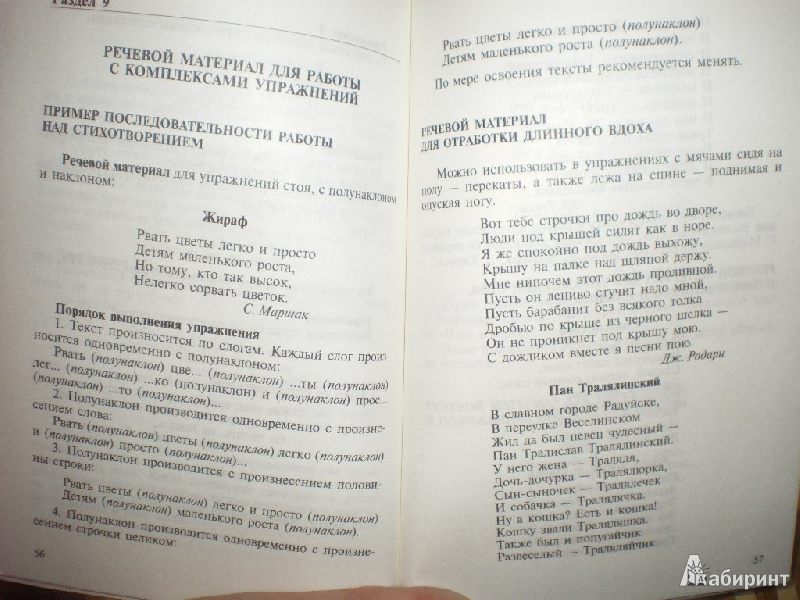 Раздел 9
РЕЧЕВОЙ МАТЕРИАЛ ДЛЯ РАБОТЫ
С КОМПЛЕКСАМИ УПРАЖНЕНИЙ
ПРИМЕР ПОСЛЕДОВАТЕЛЬНОСТИ РАБОТЫ
НАД СТИХОТВОРЕНИЕМ
Речевой материал для упражнений стоя, с полунаклоном
и наклоном:
Жираф
Рвать цветы легко и просто
Детям маленького роста,
Но тому, кто так высок,
Нелегко сорвать цветок.
С. Маршак
Порядок выполнения упражнения
1. Текст произносится по слогам. Каждый слог произ-
носится одновременно с полунаклоном:
Рвать (полунаклон) цве... (полунаклон) ...ты (полунаклон)
лег... (полунаклон) ...ко (полунаклон) и (полунаклон) прос...
(полунаклон) ...то (полунаклон)...
2. Полунаклон производится одновременно с произне-
сением слова:
Рвать (полунаклон) цветы (полунаклон) легко (полунаклон)
и (полунаклон) просто (полунаклон)...
3. Полунаклон производится с произнесением полови-
ны строки:
Рвать цветы (полунаклон) легко и просто (полунаклон)
Детям (полунаклон) маленького роста (полунаклон).
4. Полунаклон производится одновременно с произне-
сением строчки целиком:
56
Рвать цветы легко и просто (полунаклон)
Детям маленького роста (полунаклон).
По мере освоения тексты рекомендуется менять.
РЕЧЕВОЙ МАТЕРИАЛ
ДЛЯ ОТРАБОТКИ ДЛИННОГО ВДОХА
Можно использовать в упражнениях с мячами сидя на
полу — перекаты, а также лежа на спине — поднимая и
опуская ногу.
Вот тебе строчки про дождь во дворе,
Люди под крышей сидят как в норе.
Я же спокойно под дождь выхожу,
Крышу на палке над шляпой держу.
Мне нипочем этот дождь проливной.
Пусть он лениво стучит надо мной,
Пусть барабанит без всякого толка
Дробью по крыше из черного шелка —
Он не проникнет под крышу мою.
С дождиком вместе я песни пою
Дж. Родари
Пан Тралялинский
В славном городе Радуйске,
В переулке Веселинском
Жил да был певец чудесный —
Пан Тралислав Тралялинский.
У него жена — Траляля,
Дочь-дочурка — Тралялюрка,
Сын-сыночек — Тралялечек
И собачка — Тралялячка.
Ну а кошка? Есть и кошка!
Кошку звали Траляляшка.
Также был и попугайчик
Развеселый — Траляляйчик
57
Лабиринт